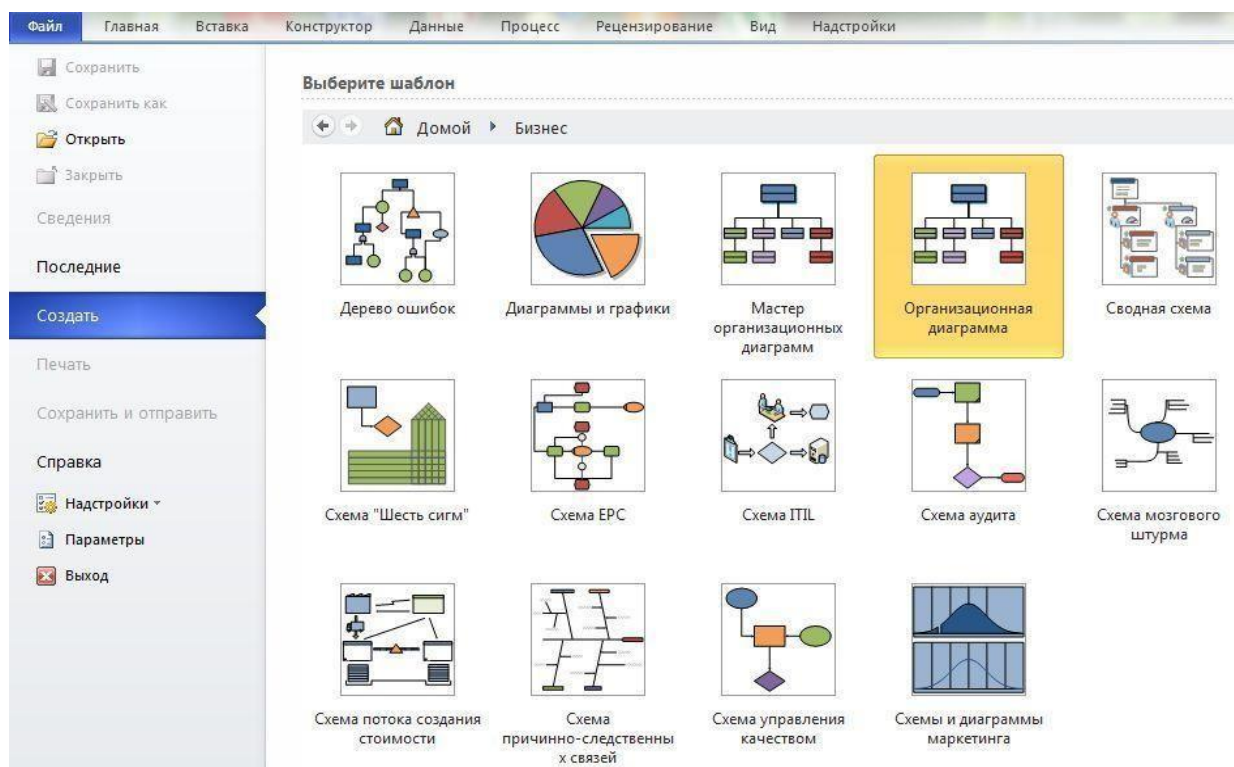 Файл Главная Вставка Конструктор Данные Процесс Рецензирование Вид Надстройки
Сохранить
Сохранить как
Открыть
Закрыть
Сведения
Последние
Создать
Печать
Сохранить и отправить
Справка
Надстройки
Параметры
Выход
Выберите шаблон
Домой Бизнес
Дерево ошибок
Диаграммы и графики
Мастер
организационных
диаграмм
Организационная
диаграмма
Сводная схема
Схема "Шесть сигм"
Схема EPC
Схема ITIL
Схема аудита
Схема мозгового
штурма
Схема потока создания
стоимости
Схема
причинно-следственны
х связей
Схема управления
качеством
Схемы и диаграммы
маркетинга